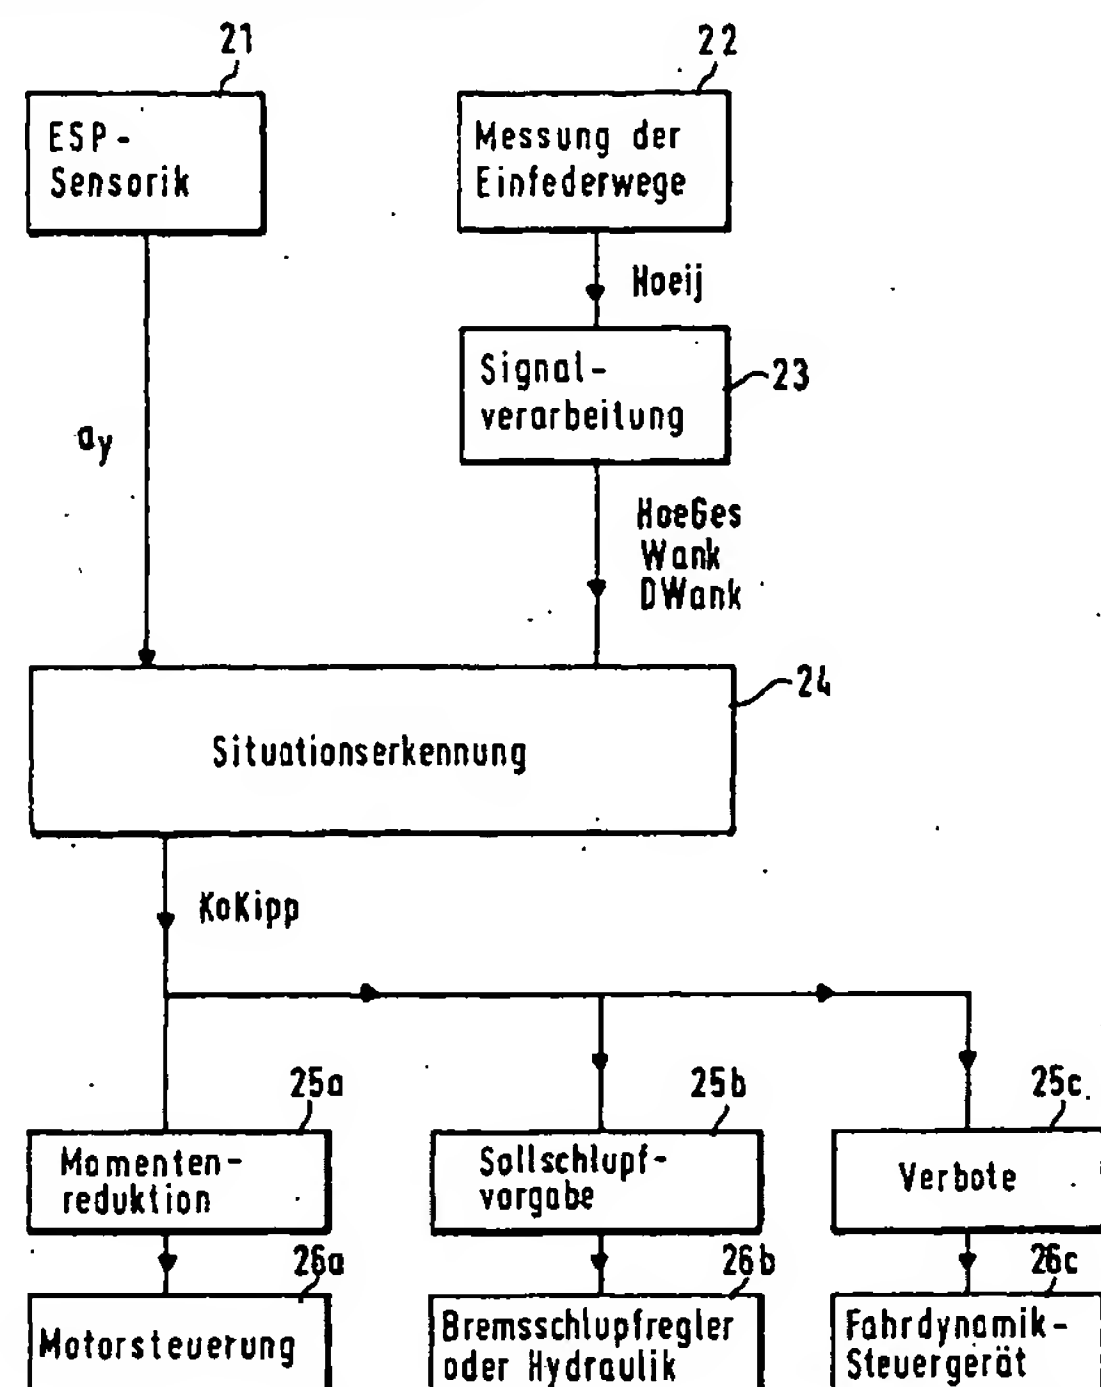 21
22
ESP-
Sensorik
Messung der
Einfederwege
Hoeij
Signal-
verarbeitung
23
ay
HoeGes
Wank
DWank
24
Situationserkennung
KoKipp
25a
25b
25c
Momenten-
reduktion
Sollschlupf-
vorgabe
Verbote
26a
26b
26c
Motorsteuerung
Bremsschlupfregler
oder Hydraulik
Fahrdynamik-
Steuergerät